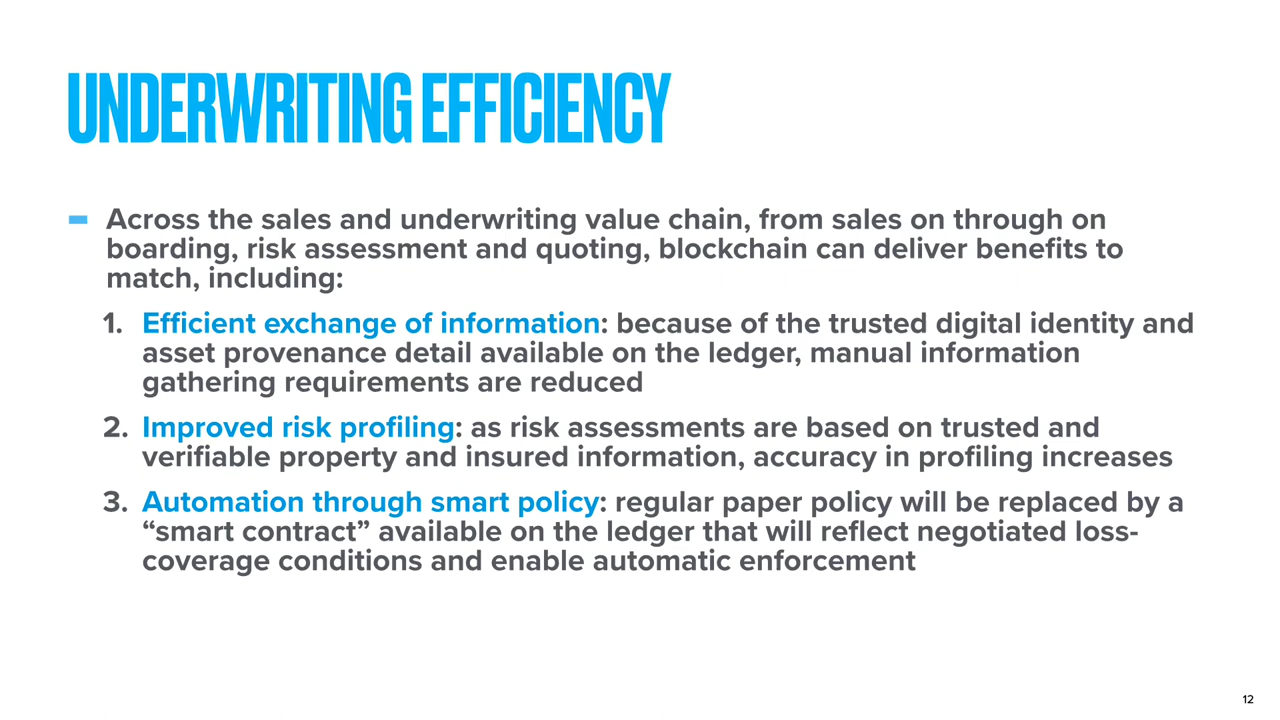 UNDERWRITING EFFICIENCY
Across the sales and underwriting value chain, from sales on through on
boarding, risk assessment and quoting, blockchain can deliver benefits to
match, including:
1. Efficient exchange of information: because of the trusted digital identity and
asset provenance detail available on the ledger, manual information
gathering requirements are reduced
2. Improved risk profiling: as risk assessments are based on trusted and
verifiable property and insured information, accuracy in profiling increases
3. Automation through smart policy: regular paper policy will be replaced by a
“smart contract” available on the ledger that will reflect negotiated loss-
coverage conditions and enable automatic enforcement
12